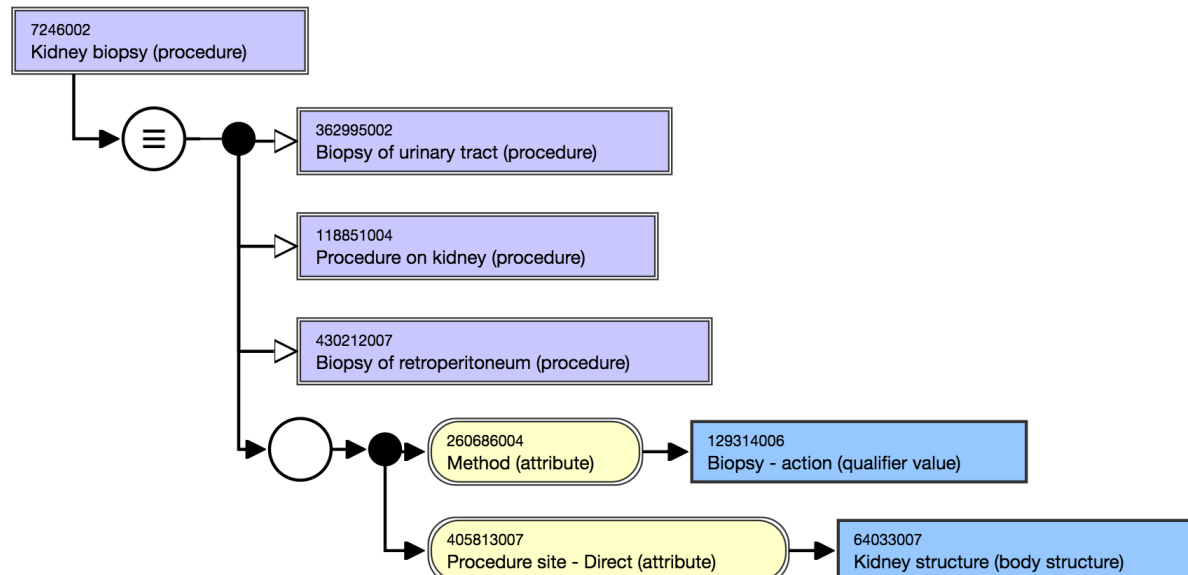 7246002
Kidney biopsy (procedure)
362995002
Biopsy of urinary tract (procedure)
118851004
Procedure on kidney (procedure)
430212007
Biopsy of retroperitoneum (procedure)
260686004
Method (attribute)
129314006
Biopsy - action (qualifier value)
405813007
Procedure site - Direct (attribute)
64033007
Kidney structure (body structure)